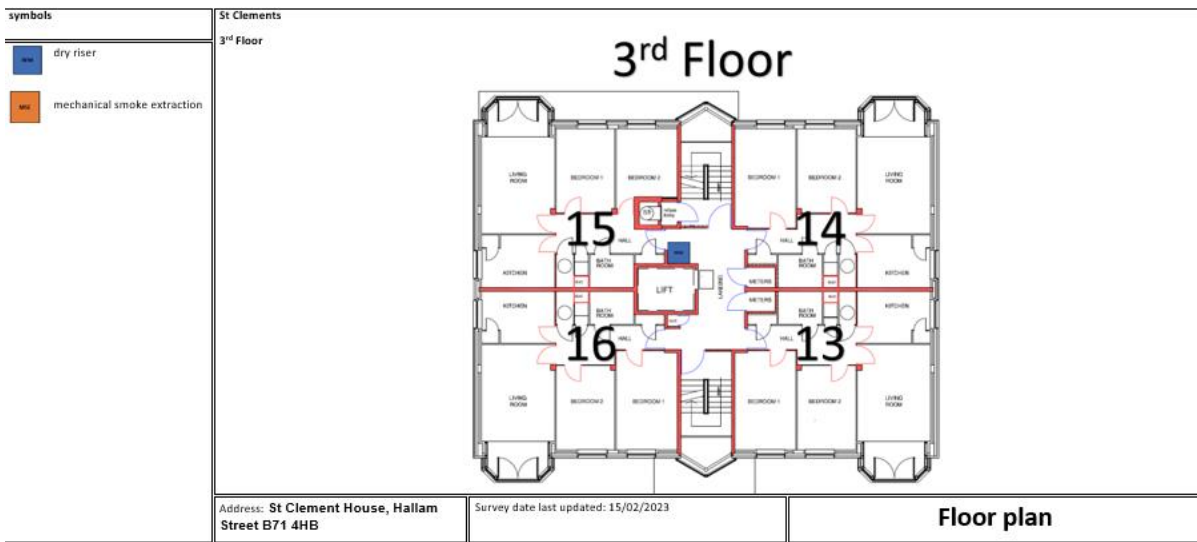 symbols
dry riser
mechanical smoke extraction
St Clements
3rd Floor
3rd Floor
LIVING ROOM
BEDROOM 1
BEDROOM 2
BEDROOM 1
BEDROOM 2
LIVING ROOM
15
14
HALL
HALL
KITCHEN
BATH ROOM
BATH ROOM
KITCHEN
LIFT
LANDING
METERS
METERS
KITCHEN
BATH ROOM
BATH ROOM
KITCHEN
16
13
HALL
HALL
LIVING ROOM
BEDROOM 2
BEDROOM 1
BEDROOM 1
BEDROOM 2
LIVING ROOM
Address: St Clement House, Hallam
Street B71 4HB
Survey date last updated: 15/02/2023
Floor plan